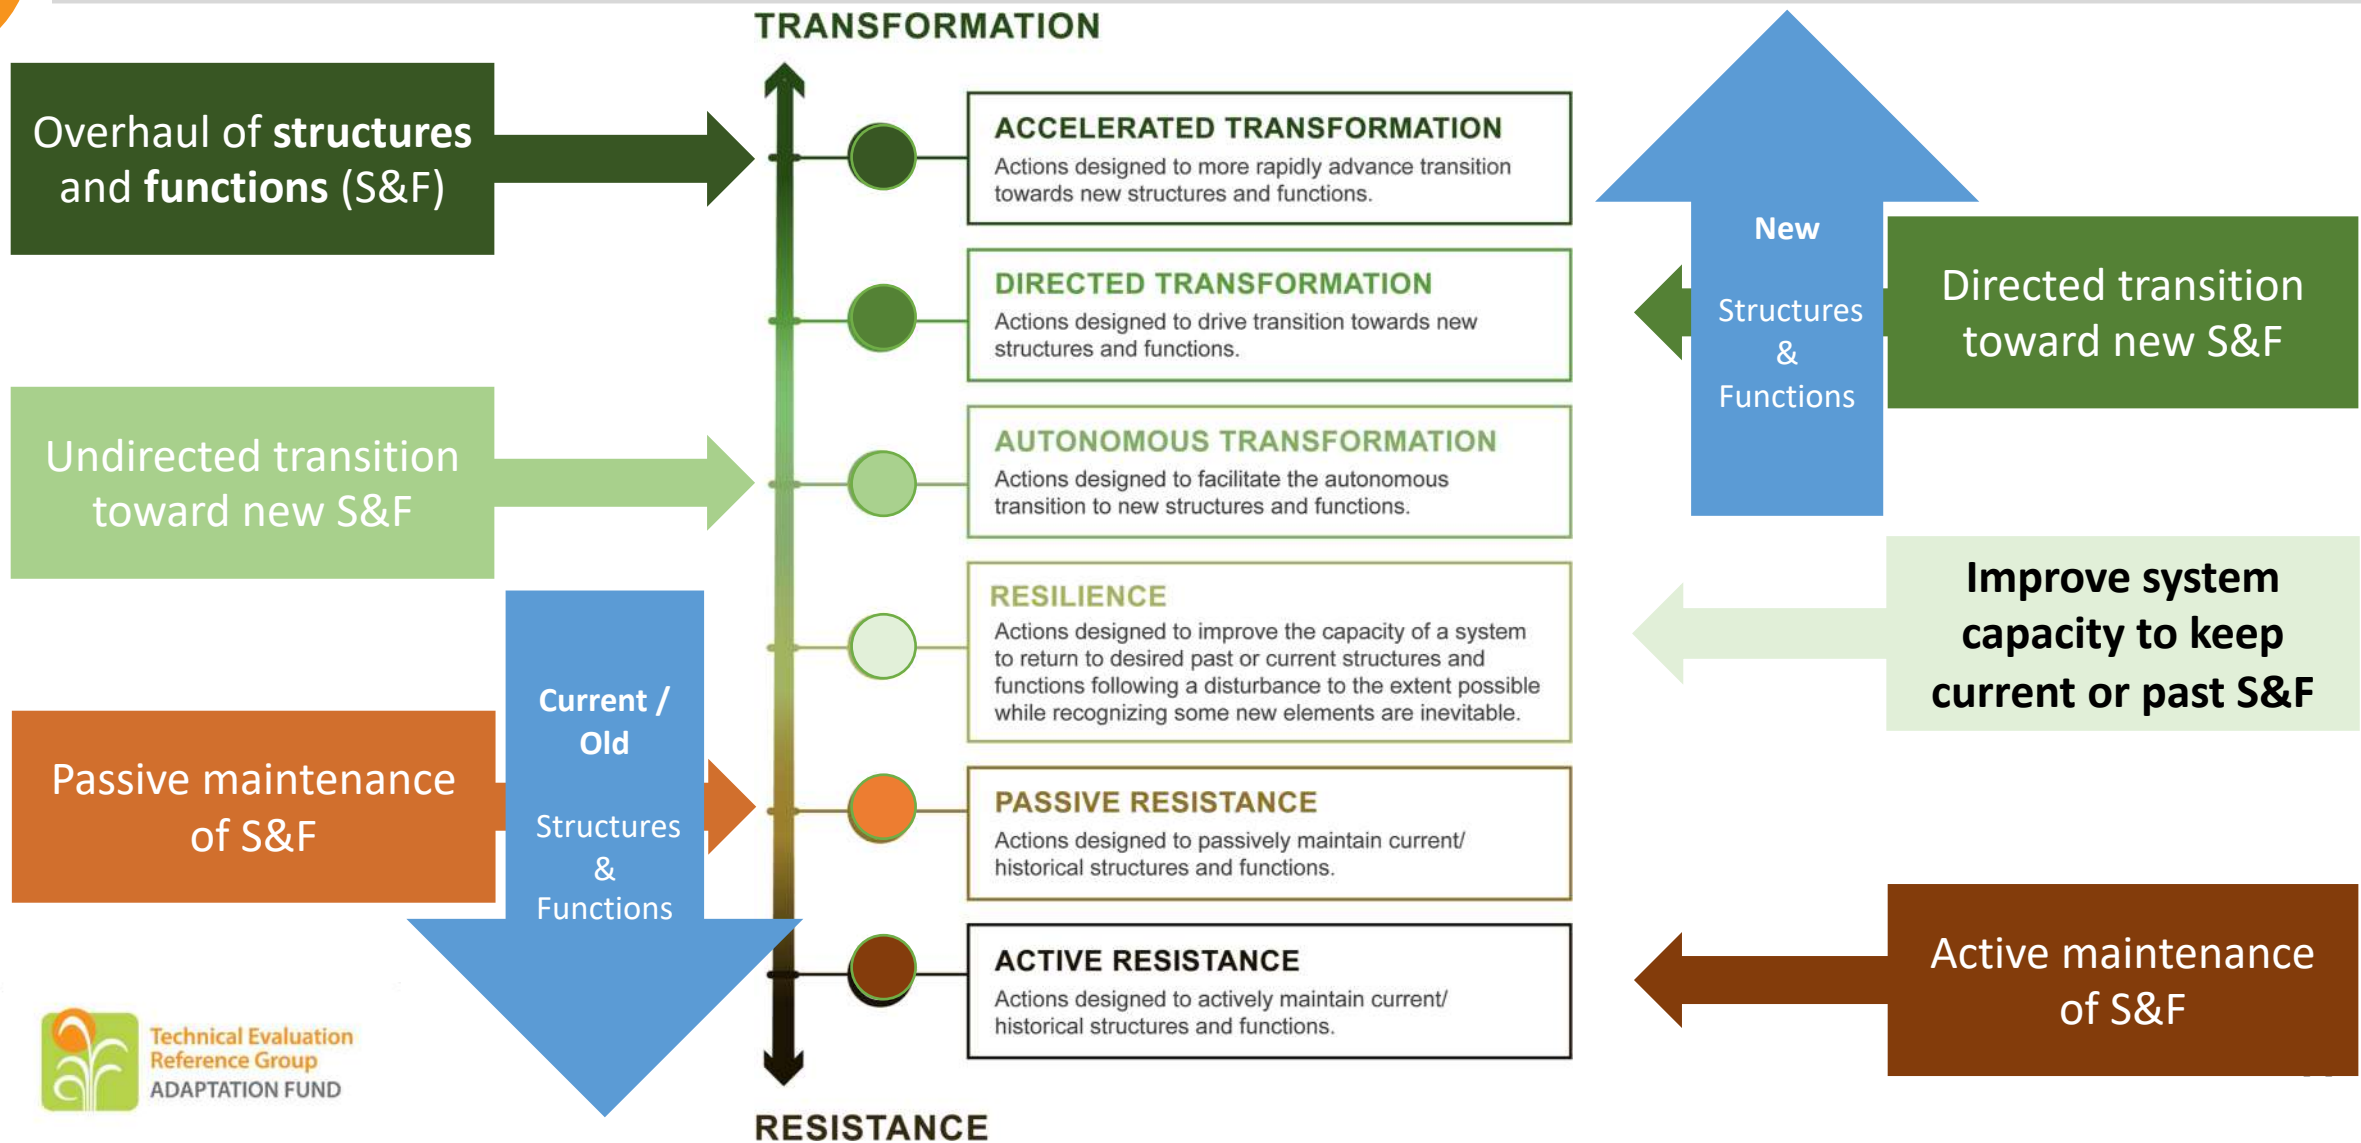 TRANSFORMATION
Overhaul of structures
and functions (S&F)
ACCELERATED TRANSFORMATION
Actions designed to more rapidly advance transition
towards new structures and functions.
New
Structures
&
Functions
DIRECTED TRANSFORMATION
Actions designed to drive transition towards new
structures and functions.
Directed transition
toward new S&F
Undirected transition
toward new S&F
AUTONOMOUS TRANSFORMATION
Actions designed to facilitate the autonomous
transition to new structures and functions.
RESILIENCE
Actions designed to improve the capacity of a system
to return to desired past or current structures and
functions following a disturbance to the extent possible
while recognizing some new elements are inevitable.
Improve system
capacity to keep
current or past S&F
Current /
Old
Structures
&
Functions
Passive maintenance
of S&F
PASSIVE RESISTANCE
Actions designed to passively maintain current/
historical structures and functions.
ACTIVE RESISTANCE
Actions designed to actively maintain current/
historical structures and functions.
Active maintenance
of S&F
Technical Evaluation
Reference Group
ADAPTATION FUND
RESISTANCE